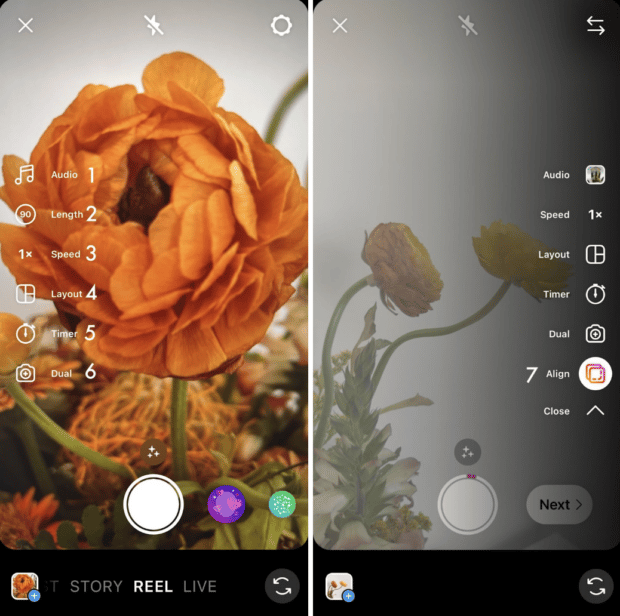 Audio 1
90 Length 2
1× Speed 3
Layout 4
Timer 5
Dual 6
ST STORY REEL LIVE
Audio
Speed 1×
Layout
Timer
Dual
7 Align
Close
Next